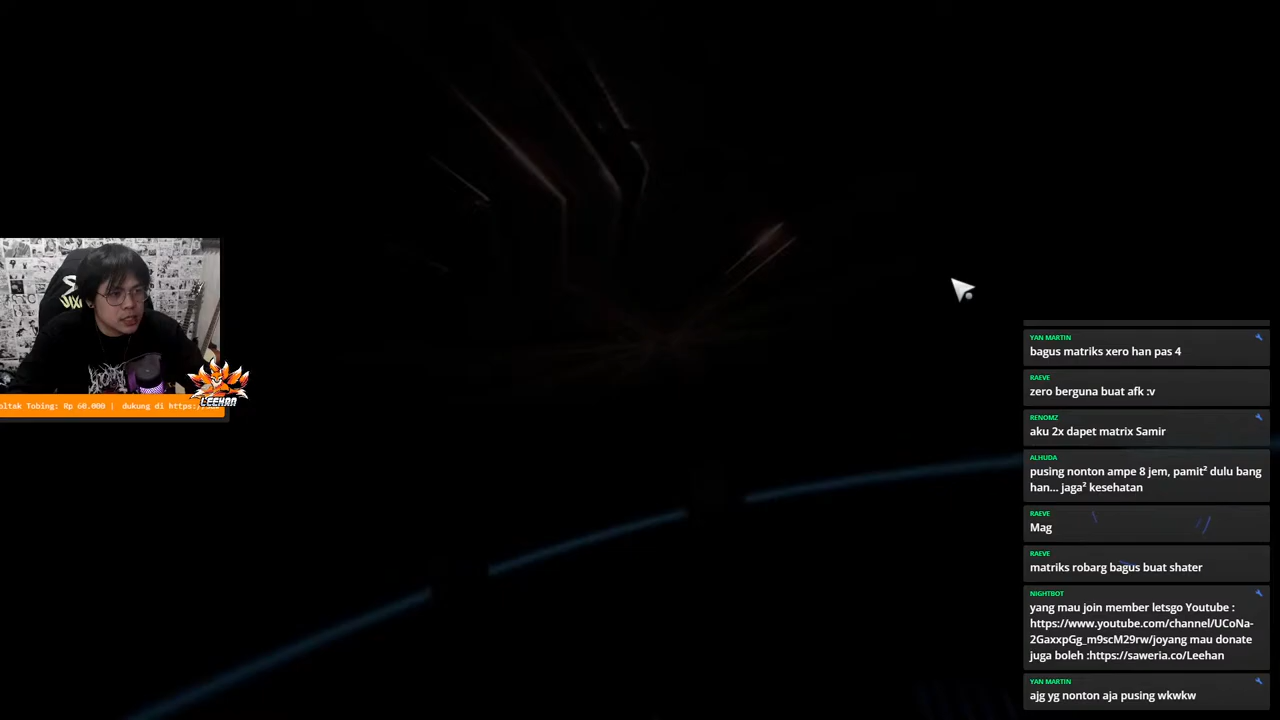 YAN MARTIN
bagus matriks xero han pas 4
RAEVE
zero berguna buat afk :v
RENOMZ
aku 2x dapet matrix Samir
ALHUDA
pusing nonton ampe 8 jem, pamit² dulu bang
han... jaga² kesehatan
RAEVE
Mag
RAEVE
matriks robarg bagus buat shater
NIGHTBOT
yang mau join member letsgo Youtube :
https://www.youtube.com/channel/UCoNa-
2GaxxpGg_m9scM29rw/joyang mau donate
juga boleh :https://saweria.co/Leehan
YAN MARTIN
ajg yg nonton aja pusing wkwkw
LEEHAN
oltak Tobing: Rp 60.000 | dukung di https: